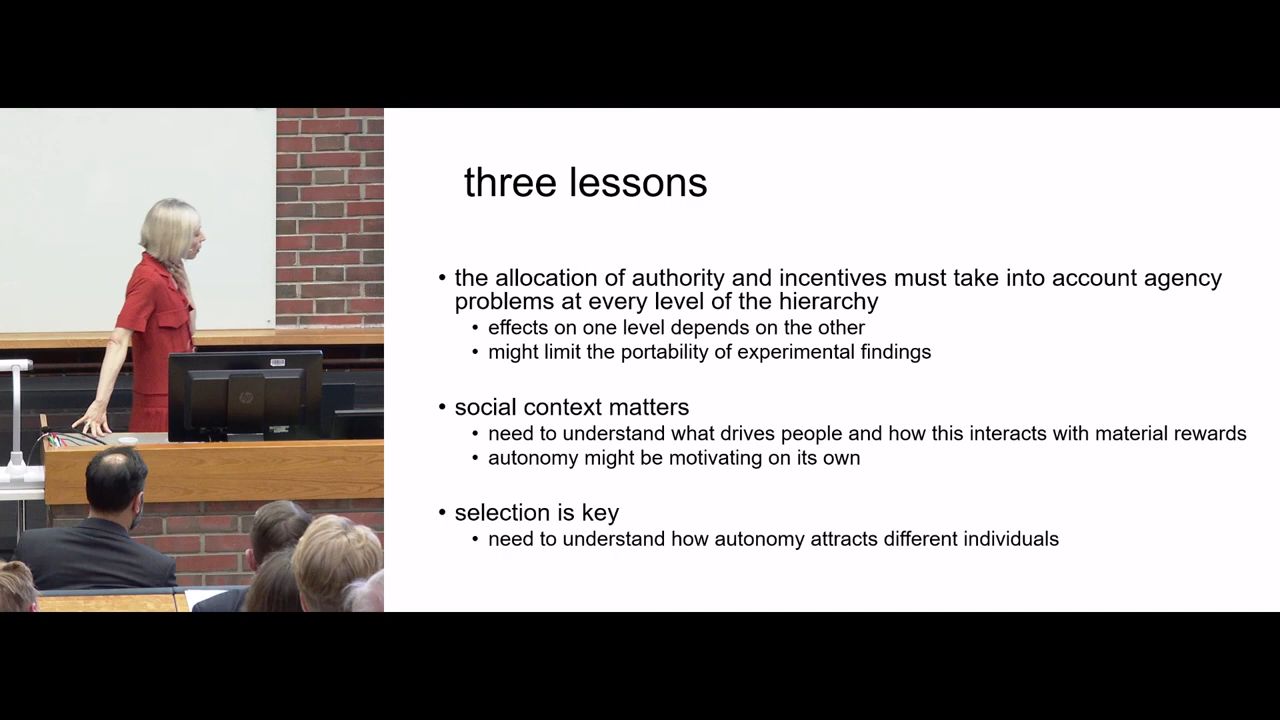 three lessons
• the allocation of authority and incentives must take into account agency
problems at every level of the hierarchy
• effects on one level depends on the other
• might limit the portability of experimental findings
• social context matters
• need to understand what drives people and how this interacts with material rewards
• autonomy might be motivating on its own
• selection is key
• need to understand how autonomy attracts different individuals
hp